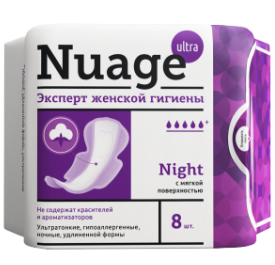 Nuage
ultra
Эксперт женской гигиены
Night
с мягкой
поверхностью
Не содержат красителей
и ароматизаторов
8 шт.
Ультратонкие, гипоаллергенные,
ночные, удлиненной формы